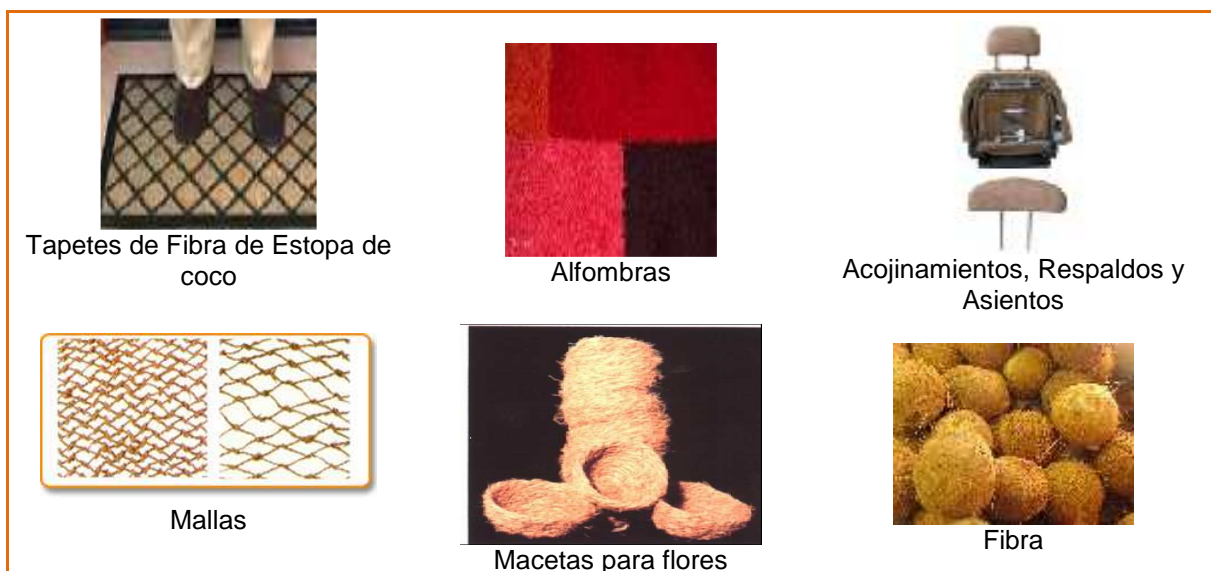 Tapetes de Fibra de Estopa de
coco
Alfombras
Acojinamientos, Respaldos y
Asientos
Mallas
Macetas para flores
Fibra